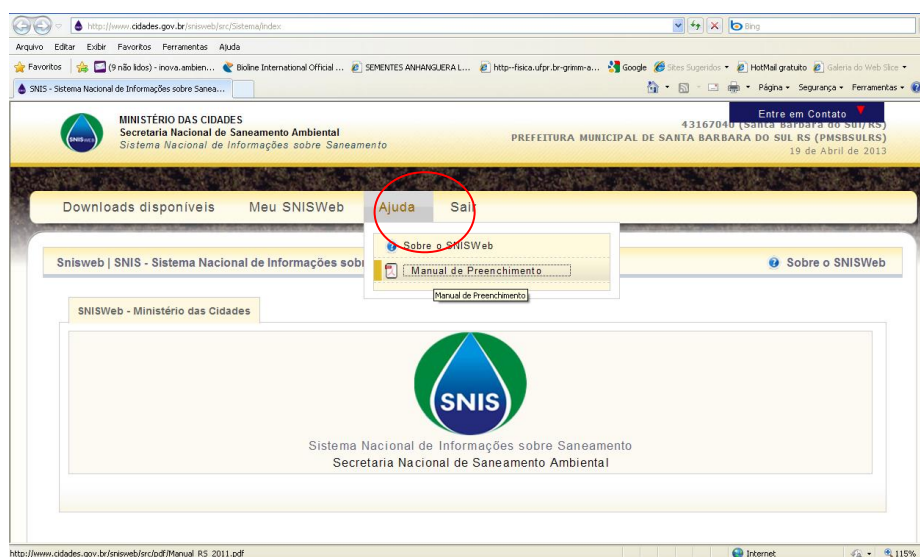 http://www.cidades.gov.br/snisweb/src/Sistema/index
Bing
Arquivo Editar Exibir Favoritos Ferramentas Ajuda
Favoritos (9 não lidos) - inova.ambien... Bioline International Official ... SEMENTES ANHANGUERA L... http--fisica.ufpr.br-grimm-a... Google Sites Sugeridos HotMail gratuito Galeria do Web Slice
SNIS - Sistema Nacional de Informações sobre Sanea... Página Segurança Ferramentas
MINISTÉRIO DAS CIDADES
Secretaria Nacional de Saneamento Ambiental
Sistema Nacional de Informações sobre Saneamento
SNIS
Entre em Contato
43167040 (Santa Bárbara do Sul/RS)
PREFEITURA MUNICIPAL DE SANTA BARBARA DO SUL RS (PMSBSULRS)
19 de Abril de 2013
Downloads disponíveis Meu SNISWeb Ajuda Sair
Sobre o SNISWeb
Manual de Preenchimento
Manual de Preenchimento
Snisweb | SNIS - Sistema Nacional de Informações sob
Sobre o SNISWeb
SNISWeb - Ministério das Cidades
SNIS
Sistema Nacional de Informações sobre Saneamento
Secretaria Nacional de Saneamento Ambiental
http://www.cidades.gov.br/snisweb/src/pdf/Manual_RS_2011.pdf Internet 115%